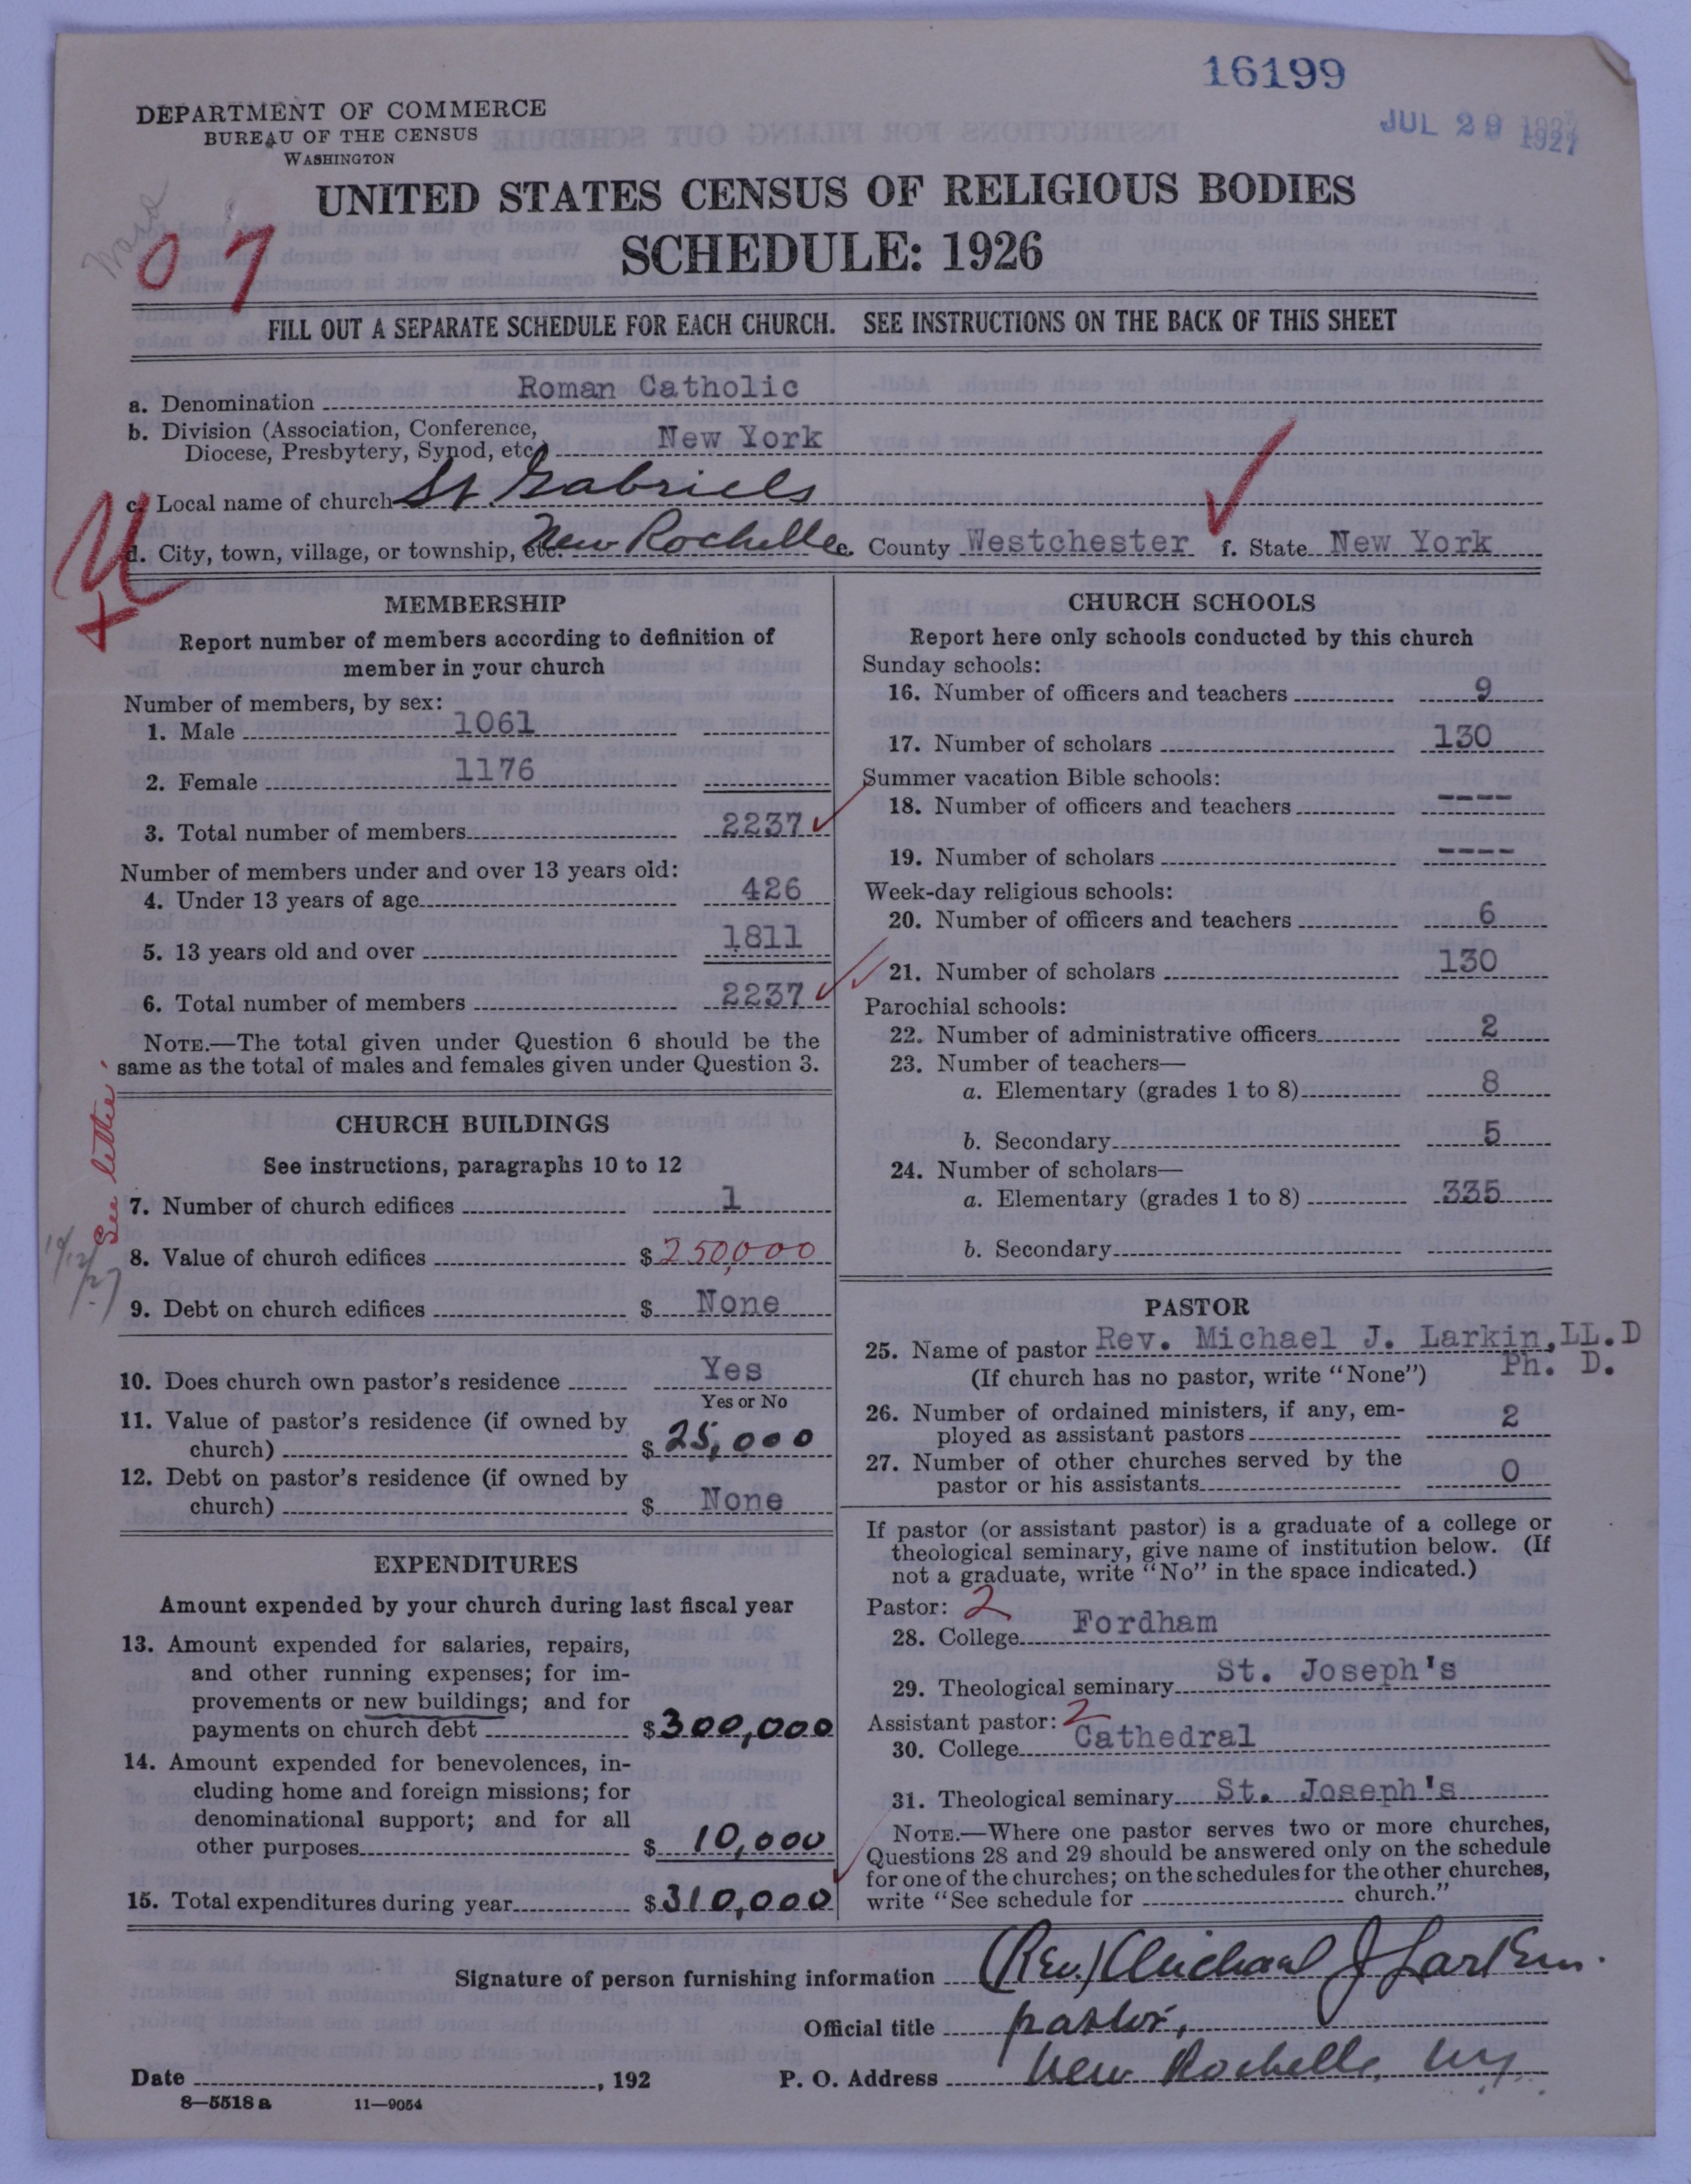 16199
JUL 29 1927
DEPARTMENT OF COMMERCE
BUREAU OF THE CENSUS
WASHINGTON
UNITED STATES CENSUS OF RELIGIOUS BODIES
07
SCHEDULE: 1926
FILL OUT A SEPARATE SCHEDULE FOR EACH CHURCH. SEE INSTRUCTIONS ON THE BACK OF THIS SHEET
a. Denomination Roman Catholic
b. Division (Association, Conference,
Diocese, Presbytery, Synod, etc.) New York
c. Local name of church St Gabriels
d. City, town, village, or township, etc. New Rochelle e. County Westchester f. State New York
U
+
MEMBERSHIP
Report number of members according to definition of
member in your church
Number of members, by sex:
1. Male 1061
2. Female 1176
3. Total number of members 2237
Number of members under and over 13 years old:
4. Under 13 years of age 426
5. 13 years old and over 1811
6. Total number of members 2237
NOTE.—The total given under Question 6 should be the
same as the total of males and females given under Question 3.
CHURCH BUILDINGS
See instructions, paragraphs 10 to 12
See letter
7. Number of church edifices 1
8. Value of church edifices $250,000
9. Debt on church edifices $ None
10. Does church own pastor's residence Yes
Yes or No
11. Value of pastor's residence (if owned by
church) $ 25,000
12. Debt on pastor's residence (if owned by
church) $ None
EXPENDITURES
Amount expended by your church during last fiscal year
13. Amount expended for salaries, repairs,
and other running expenses; for im-
provements or new buildings; and for
payments on church debt $300,000
14. Amount expended for benevolences, in-
cluding home and foreign missions; for
denominational support; and for all
other purposes $ 10,000
15. Total expenditures during year $310,000
CHURCH SCHOOLS
Report here only schools conducted by this church
Sunday schools:
16. Number of officers and teachers 9
17. Number of scholars 130
Summer vacation Bible schools:
18. Number of officers and teachers ----
19. Number of scholars ----
Week-day religious schools:
20. Number of officers and teachers 6
21. Number of scholars 130
Parochial schools:
22. Number of administrative officers 2
23. Number of teachers—
a. Elementary (grades 1 to 8) 8
b. Secondary 5
24. Number of scholars—
a. Elementary (grades 1 to 8) 335
b. Secondary
PASTOR
25. Name of pastor Rev. Michael J. Larkin, LL.D
(If church has no pastor, write "None") Ph. D.
26. Number of ordained ministers, if any, em-
ployed as assistant pastors 2
27. Number of other churches served by the
pastor or his assistants 0
If pastor (or assistant pastor) is a graduate of a college or
theological seminary, give name of institution below. (If
not a graduate, write "No" in the space indicated.)
Pastor: 2
28. College Fordham
29. Theological seminary St. Joseph's
Assistant pastor: 2
30. College Cathedral
31. Theological seminary St. Joseph's
NOTE.—Where one pastor serves two or more churches,
Questions 28 and 29 should be answered only on the schedule
for one of the churches; on the schedules for the other churches,
write "See schedule for church."
Signature of person furnishing information (Rev.) Michael J Larkin.
Official title pastor,
Date , 192 P. O. Address New Rochelle, NY.
8—5518 a 11—9054